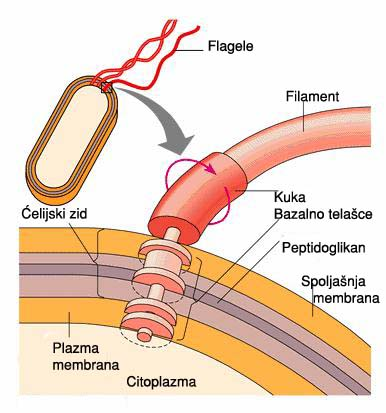 Flagele
Filament
Ćelijski zid
Kuka
Bazalno telašce
Peptidoglikan
Spoljašnja
membrana
Plazma
membrana
Citoplazma